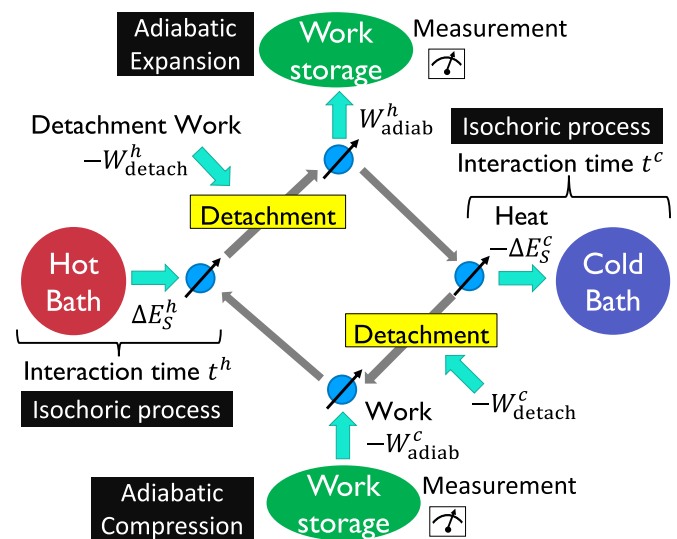 Adiabatic
Expansion
Work
storage
Measurement
W^h_adiab
Detachment Work
−W^h_detach
Isochoric process
Interaction time t^c
Detachment
Heat
−ΔE^c_S
Hot
Bath
ΔE^h_S
Cold
Bath
Detachment
Interaction time t^h
Isochoric process
−W^c_detach
Work
−W^c_adiab
Adiabatic
Compression
Work
storage
Measurement